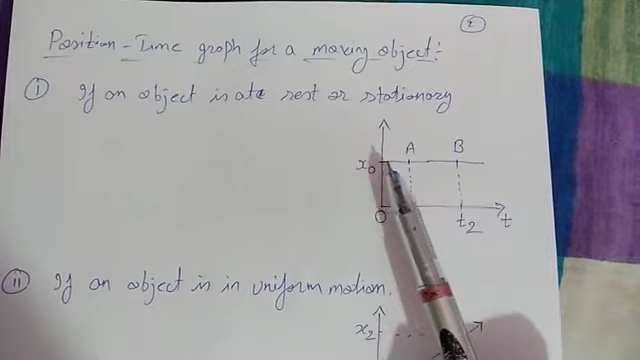 Position-Time graph for a moving object:
I If an object is at rest or stationary
A B
x₀
O t₂ t
II If an object is in uniform motion.
x₂